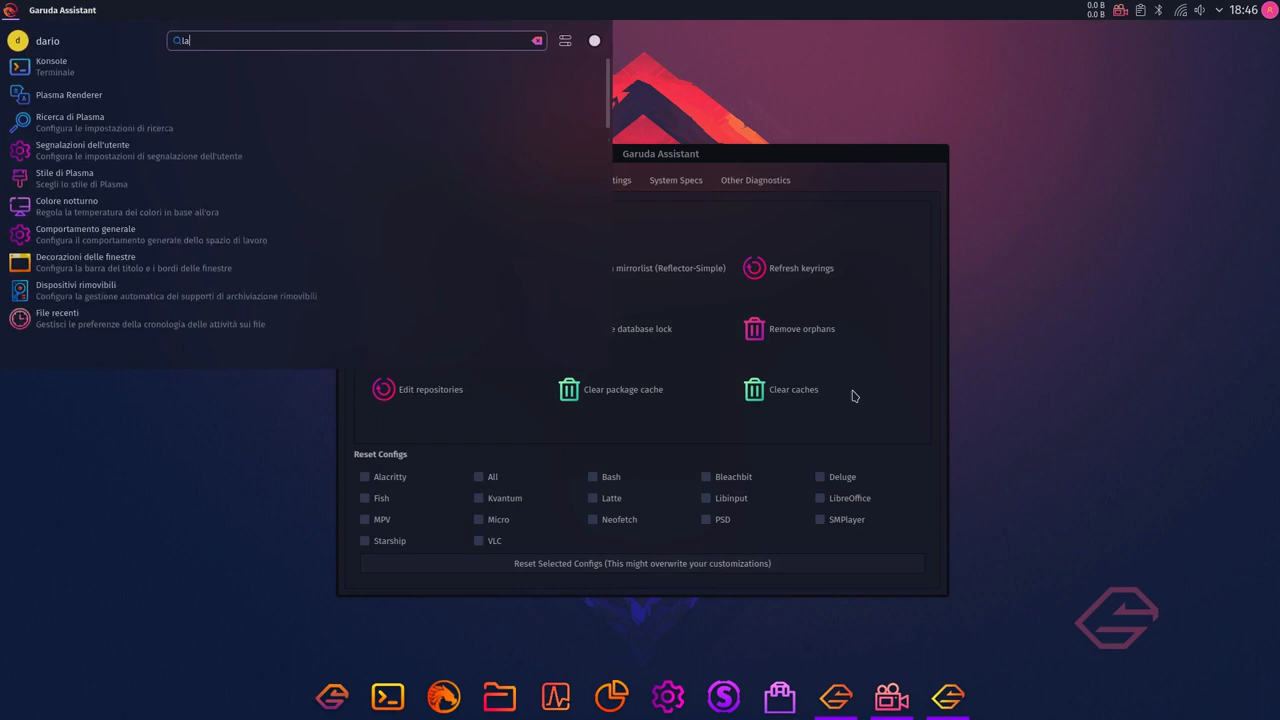 Garuda Assistant
0.0 B
0.0 B
18:46
d
dario
la
Konsole
Terminale
Plasma Renderer
Ricerca di Plasma
Configura le impostazioni di ricerca
Segnalazioni dell'utente
Configura le impostazioni di segnalazione dell'utente
Stile di Plasma
Scegli lo stile di Plasma
Colore notturno
Regola la temperatura dei colori in base all'ora
Comportamento generale
Configura il comportamento generale dello spazio di lavoro
Decorazioni delle finestre
Configura la barra del titolo e i bordi delle finestre
Dispositivi rimovibili
Configura la gestione automatica dei supporti di archiviazione rimovibili
File recenti
Gestisci le preferenze della cronologia delle attività sui file
Garuda Assistant
tings System Specs Other Diagnostics
mirrorlist (Reflector-Simple) Refresh keyrings
e database lock Remove orphans
Edit repositories Clear package cache Clear caches
Reset Configs
Alacritty All Bash Bleachbit Deluge
Fish Kvantum Latte Libinput LibreOffice
MPV Micro Neofetch PSD SMPlayer
Starship VLC
Reset Selected Configs (This might overwrite your customizations)